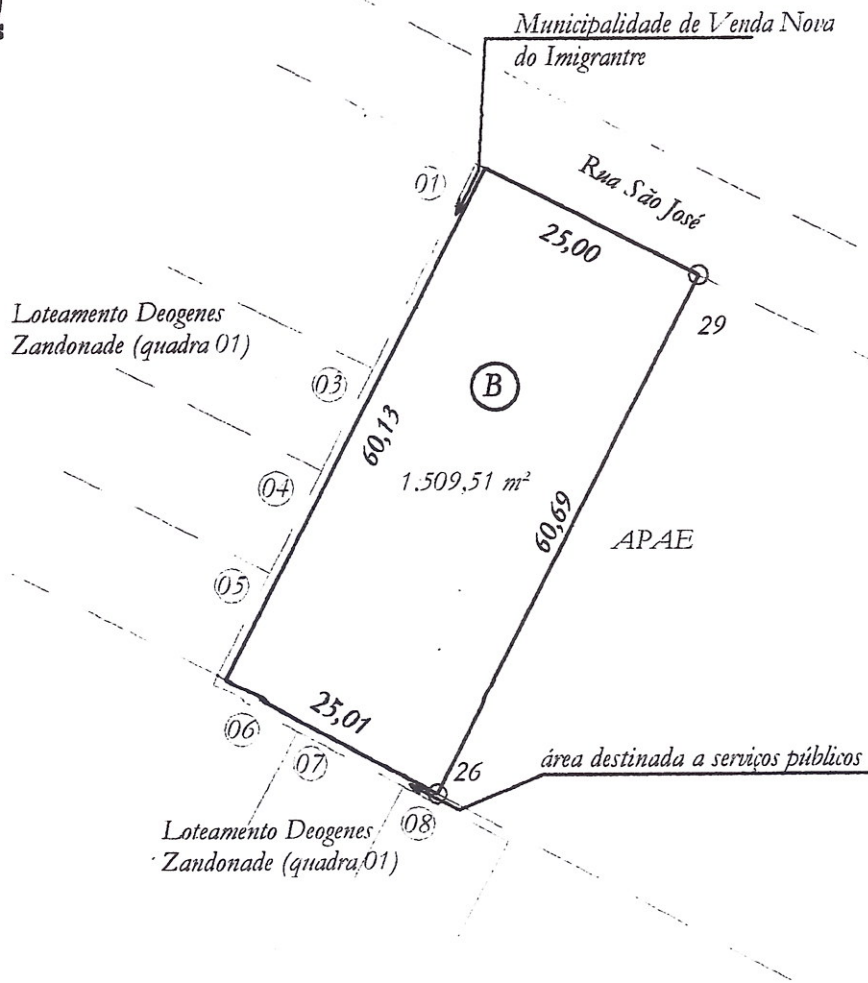 Municipalidade de Venda Nova
do Imigrantre
Rua São José
01
25,00
29
Loteamento Deogenes
Zandonade (quadra 01)
03
B
60,13
04
1.509,51 m²
60,69
APAE
05
06
25,01
07
26
área destinada a serviços públicos
08
Loteamento Deogenes
Zandonade (quadra 01)